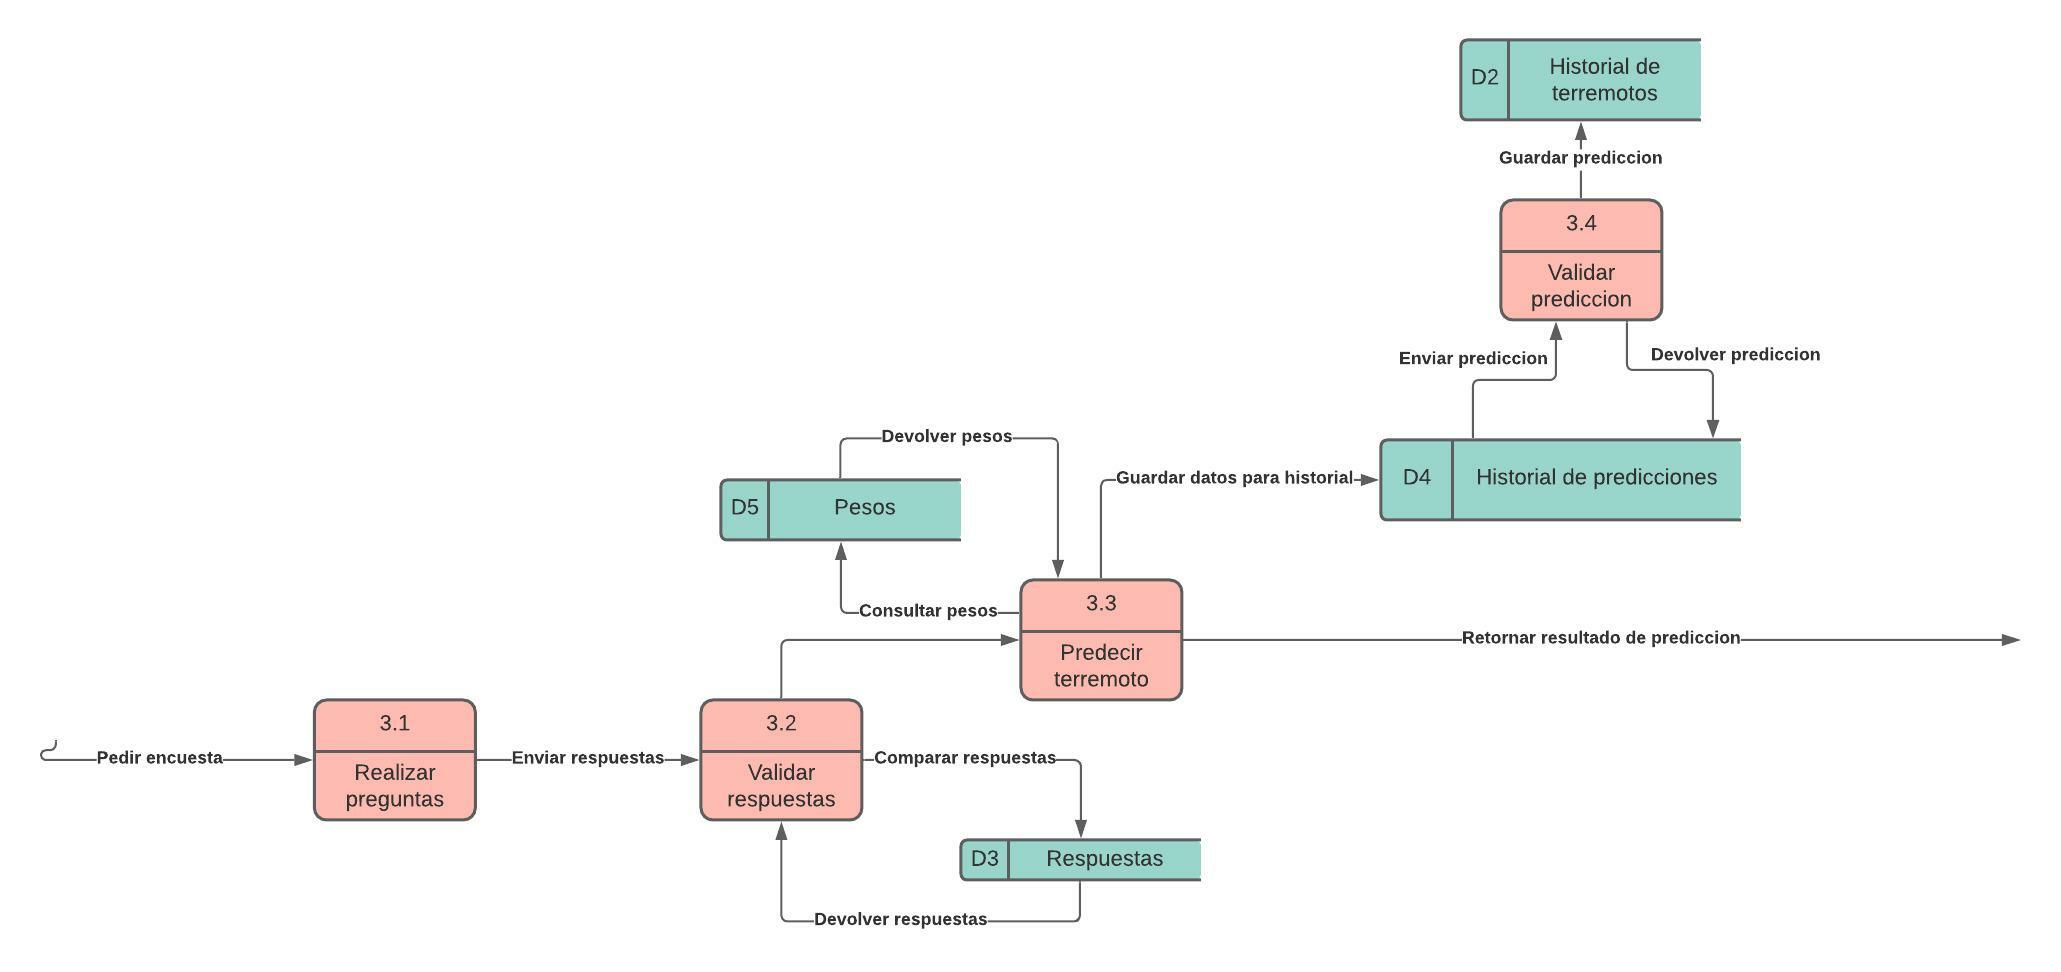 D2
Historial de
terremotos
Guardar prediccion
3.4
Validar
prediccion
Enviar prediccion
Devolver prediccion
Devolver pesos
D5
Pesos
Guardar datos para historial
D4
Historial de predicciones
Consultar pesos
3.3
Predecir
terremoto
Retornar resultado de prediccion
Pedir encuesta
3.1
Realizar
preguntas
Enviar respuestas
3.2
Validar
respuestas
Comparar respuestas
D3
Respuestas
Devolver respuestas